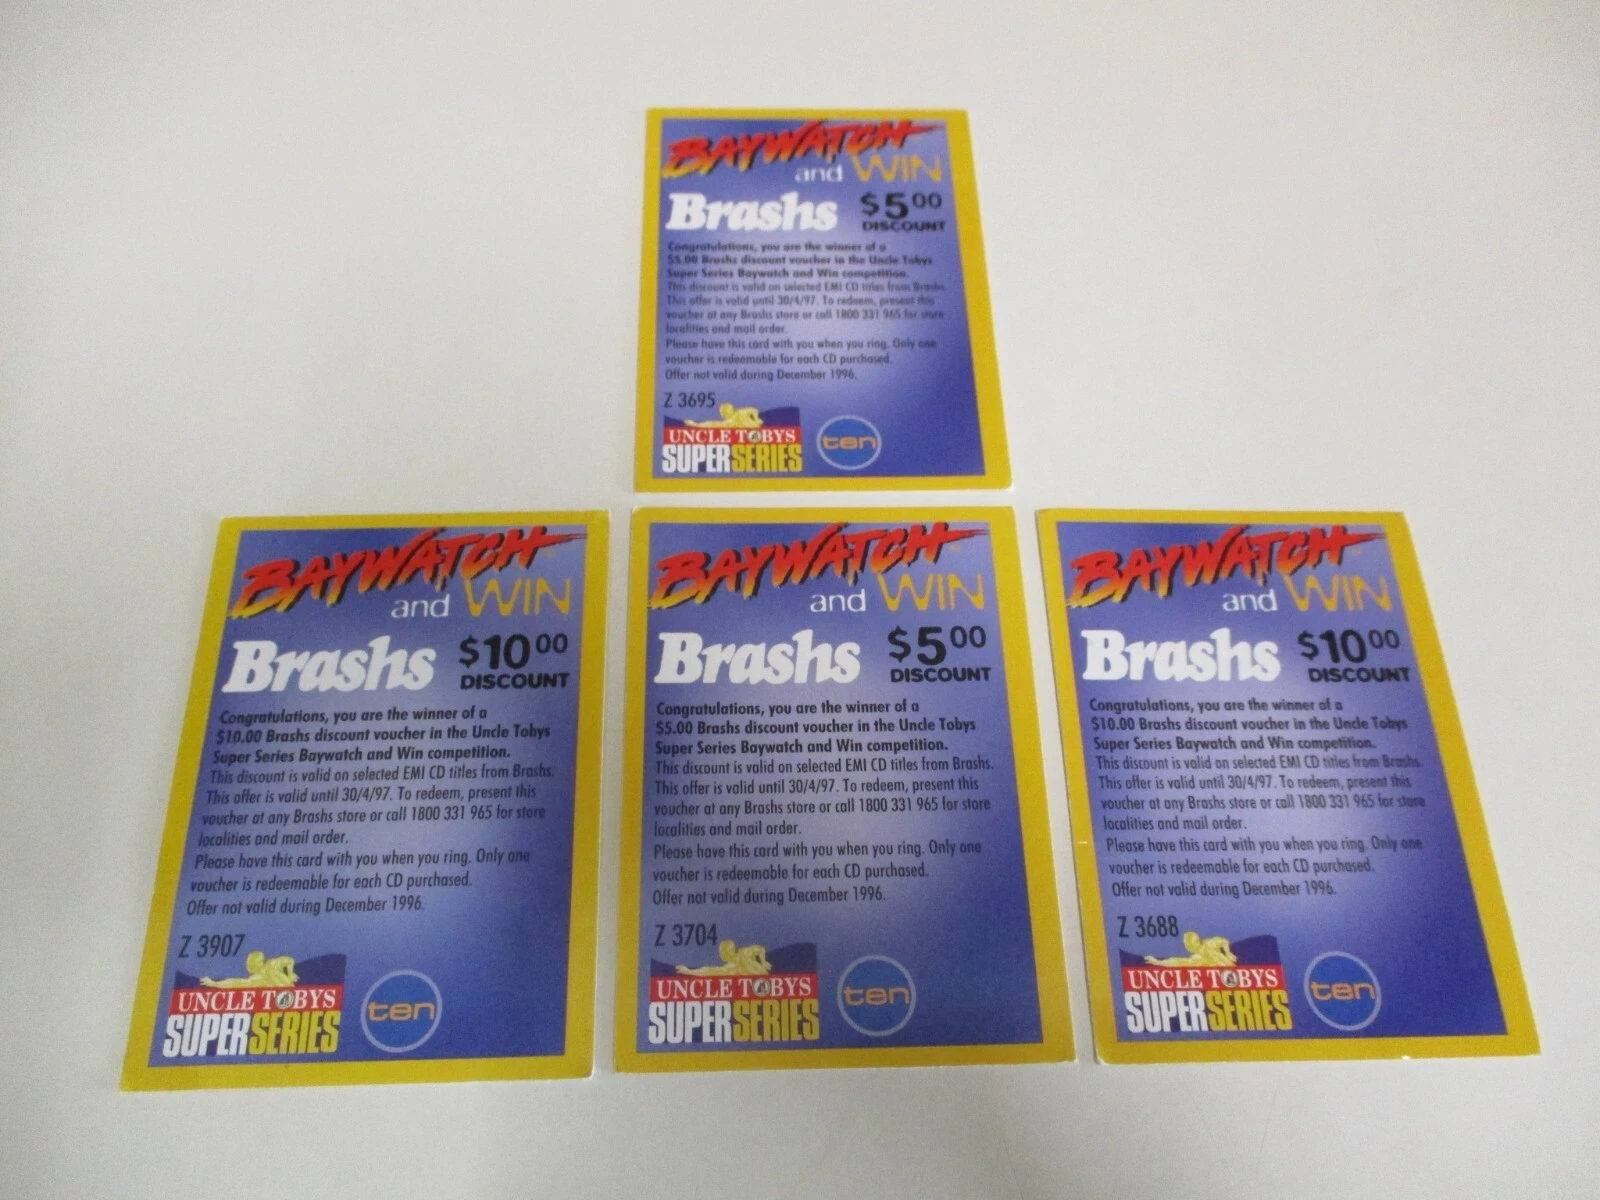 BAYWATCH
and WIN
Brashs $5.00
DISCOUNT
Congratulations, you are the winner of a
$5.00 Brashs discount voucher in the Uncle Tobys
Super Series Baywatch and Win competition.
This discount is valid on selected EMI CD titles from Brashs.
This offer is valid until 30/4/97. To redeem, present this
voucher at any Brashs store or call 1800 331 965 for store
localities and mail order.
Please have this card with you when you ring. Only one
voucher is redeemable for each CD purchased.
Offer not valid during December 1996.
Z 3695
UNCLE TOBYS
SUPERSERIES
ten
BAYWATCH
and WIN
Brashs $10.00
DISCOUNT
Congratulations, you are the winner of a
$10.00 Brashs discount voucher in the Uncle Tobys
Super Series Baywatch and Win competition.
This discount is valid on selected EMI CD titles from Brashs.
This offer is valid until 30/4/97. To redeem, present this
voucher at any Brashs store or call 1800 331 965 for store
localities and mail order.
Please have this card with you when you ring. Only one
voucher is redeemable for each CD purchased.
Offer not valid during December 1996.
Z 3907
UNCLE TOBYS
SUPERSERIES
ten
BAYWATCH
and WIN
Brashs $5.00
DISCOUNT
Congratulations, you are the winner of a
$5.00 Brashs discount voucher in the Uncle Tobys
Super Series Baywatch and Win competition.
This discount is valid on selected EMI CD titles from Brashs.
This offer is valid until 30/4/97. To redeem, present this
voucher at any Brashs store or call 1800 331 965 for store
localities and mail order.
Please have this card with you when you ring. Only one
voucher is redeemable for each CD purchased.
Offer not valid during December 1996.
Z 3704
UNCLE TOBYS
SUPERSERIES
ten
BAYWATCH
and WIN
Brashs $10.00
DISCOUNT
Congratulations, you are the winner of a
$10.00 Brashs discount voucher in the Uncle Tobys
Super Series Baywatch and Win competition.
This discount is valid on selected EMI CD titles from Brashs.
This offer is valid until 30/4/97. To redeem, present this
voucher at any Brashs store or call 1800 331 965 for store
localities and mail order.
Please have this card with you when you ring. Only one
voucher is redeemable for each CD purchased.
Offer not valid during December 1996.
Z 3688
UNCLE TOBYS
SUPERSERIES
ten